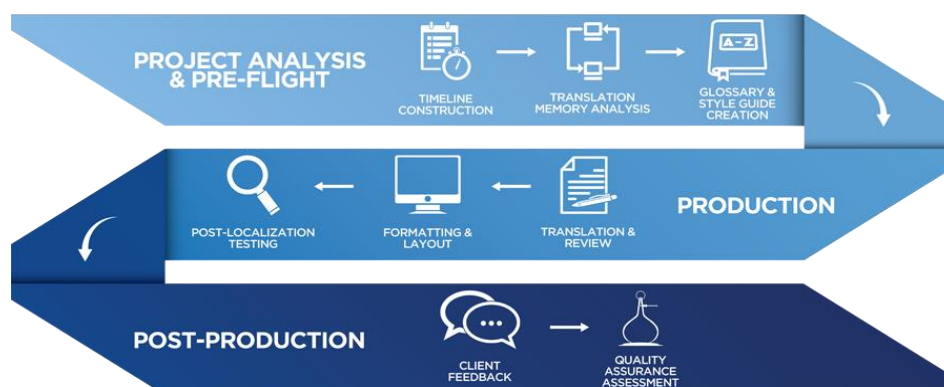 PROJECT ANALYSIS
& PRE-FLIGHT
TIMELINE
CONSTRUCTION
TRANSLATION
MEMORY ANALYSIS
A-Z
GLOSSARY &
STYLE GUIDE
CREATION
PRODUCTION
TRANSLATION &
REVIEW
FORMATTING &
LAYOUT
POST-LOCALIZATION
TESTING
POST-PRODUCTION
CLIENT
FEEDBACK
QUALITY
ASSURANCE
ASSESSMENT